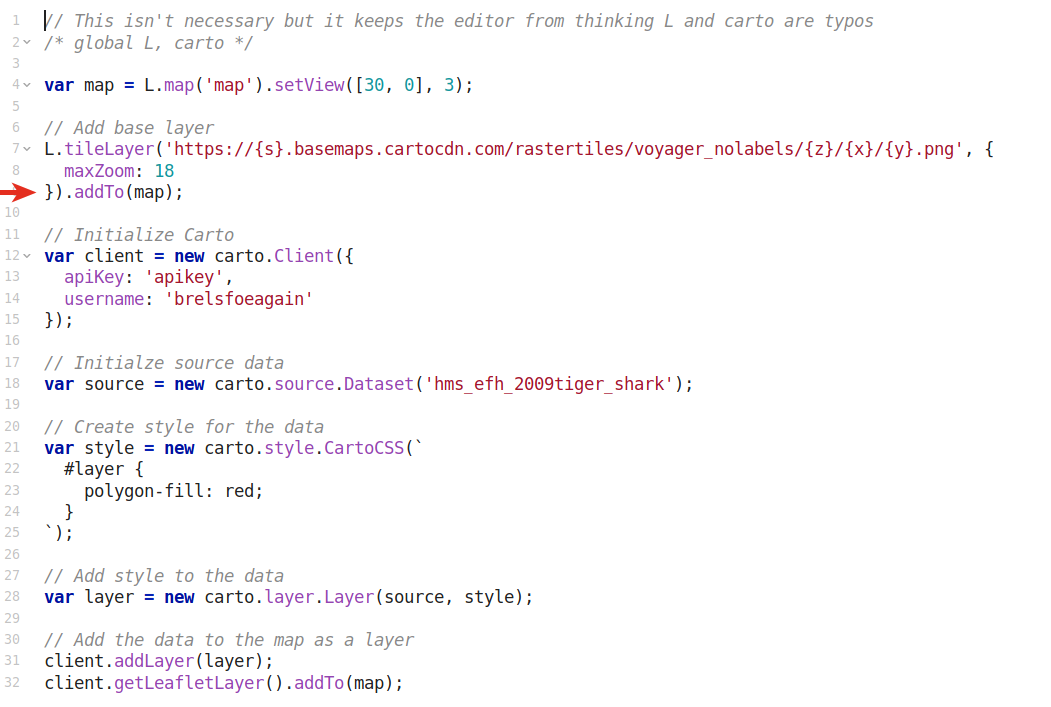 1 // This isn't necessary but it keeps the editor from thinking L and carto are typos
2 /* global L, carto */
3
4 var map = L.map('map').setView([30, 0], 3);
5
6 // Add base layer
7 L.tileLayer('https://{s}.basemaps.cartocdn.com/rastertiles/voyager_nolabels/{z}/{x}/{y}.png', {
8   maxZoom: 18
}).addTo(map);
10
11 // Initialize Carto
12 var client = new carto.Client({
13   apiKey: 'apikey',
14   username: 'brelsfoeagain'
15 });
16
17 // Initialze source data
18 var source = new carto.source.Dataset('hms_efh_2009tiger_shark');
19
20 // Create style for the data
21 var style = new carto.style.CartoCSS(`
22   #layer {
23     polygon-fill: red;
24   }
25 `);
26
27 // Add style to the data
28 var layer = new carto.layer.Layer(source, style);
29
30 // Add the data to the map as a layer
31 client.addLayer(layer);
32 client.getLeafletLayer().addTo(map);